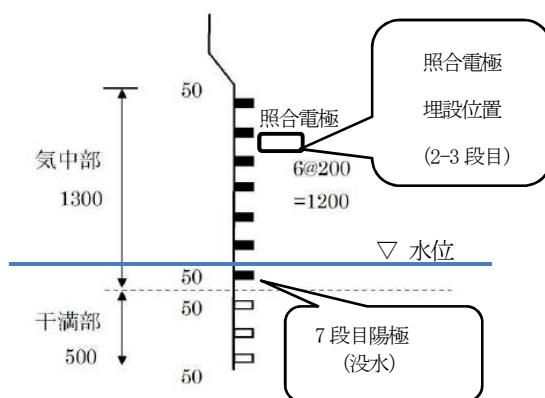 50
照合電極
埋設位置
(2-3 段目)
照合電極
気中部
1300
6@200
=1200
▽ 水位
50
50
7 段目陽極
(没水)
干満部
500
50